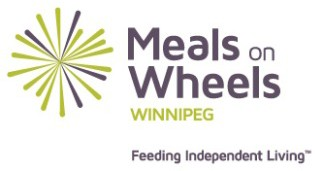 Meals on
Wheels
WINNIPEG
Feeding Independent Living™